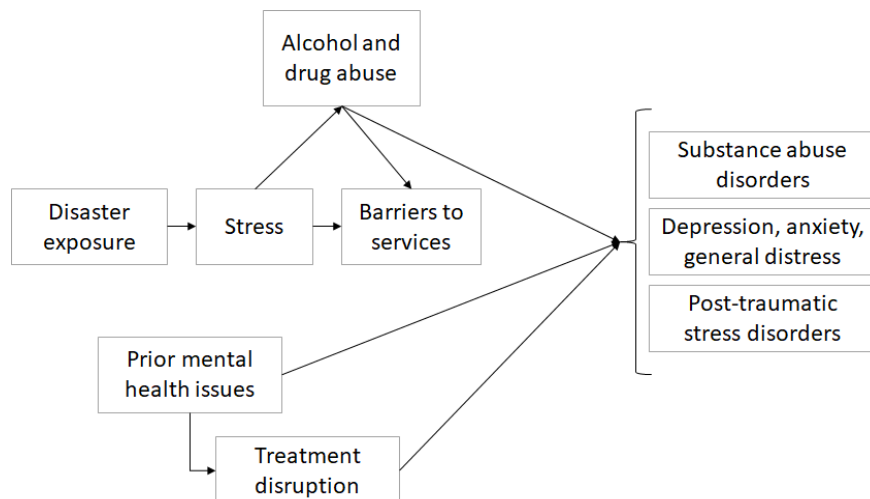 Alcohol and
drug abuse
Substance abuse
disorders
Disaster
exposure
Stress
Barriers to
services
Depression, anxiety,
general distress
Post-traumatic
stress disorders
Prior mental
health issues
Treatment
disruption